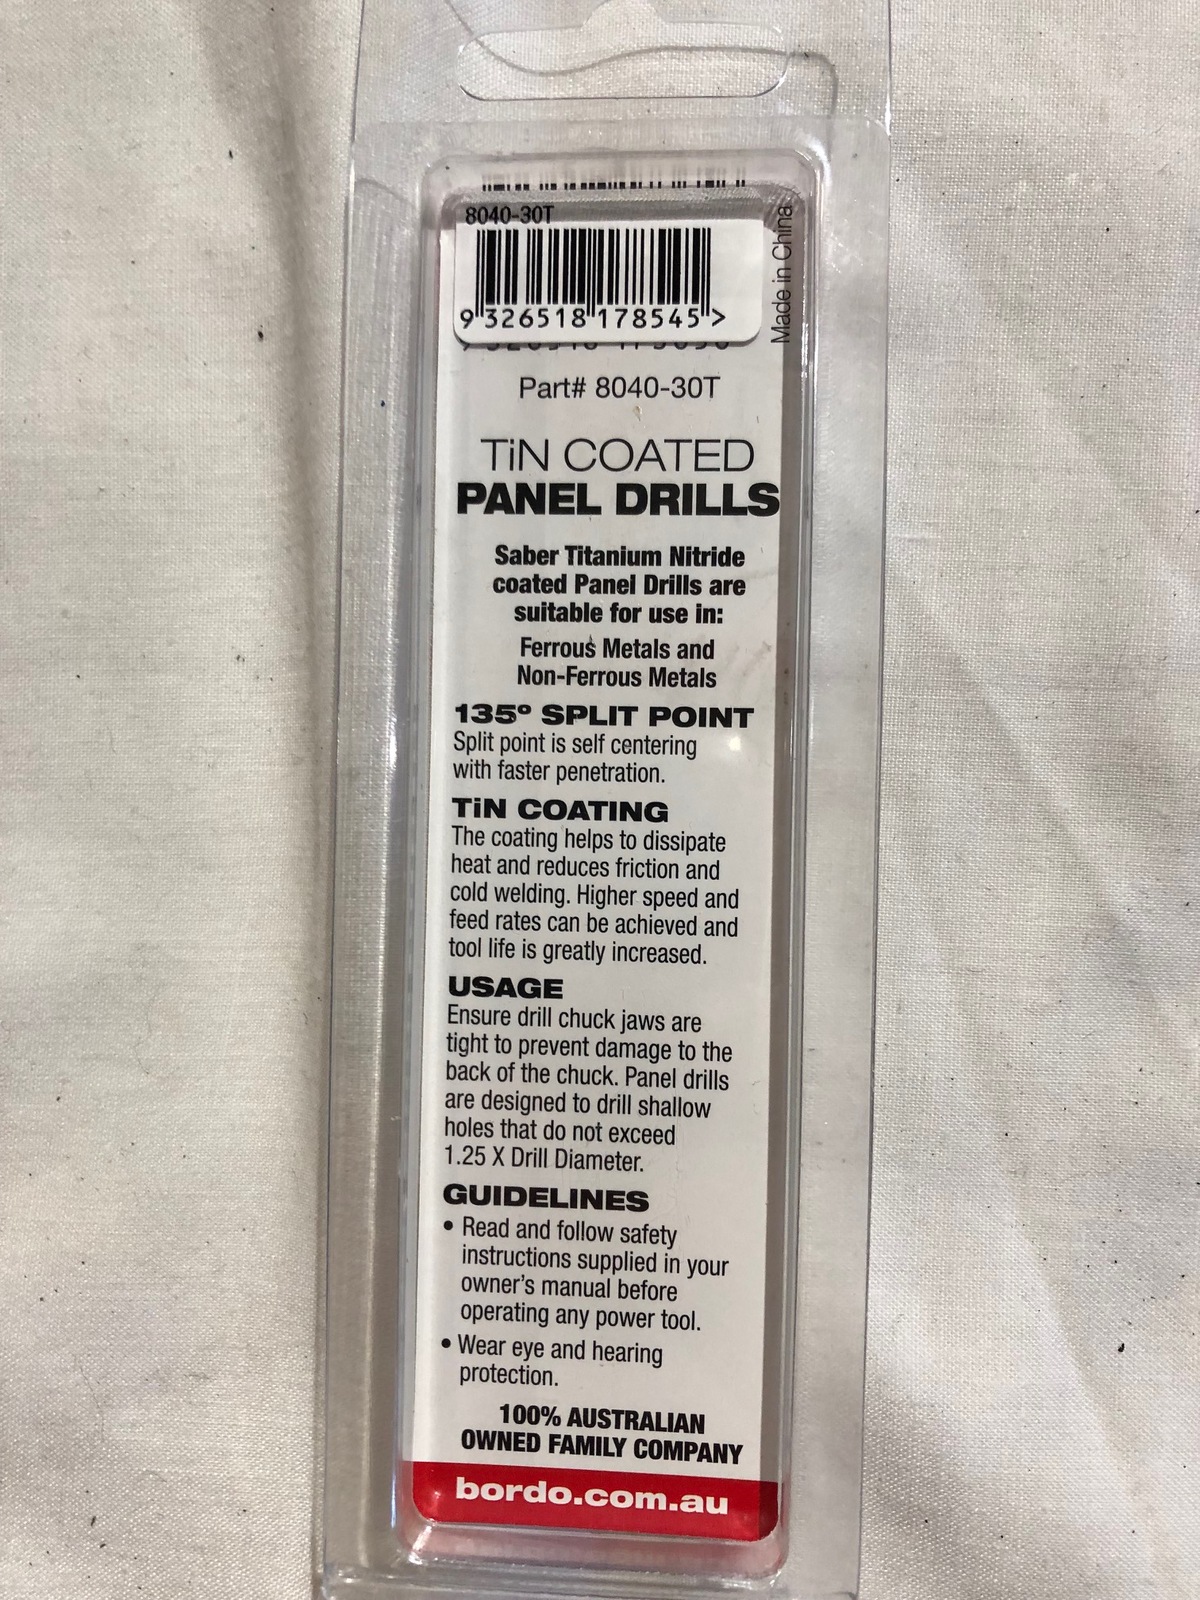 8040-30T
9 326518 178545 >
Made in China
Part# 8040-30T
TiN COATED
PANEL DRILLS
Saber Titanium Nitride
coated Panel Drills are
suitable for use in:
Ferrous Metals and
Non-Ferrous Metals
135º SPLIT POINT
Split point is self centering
with faster penetration.
TiN COATING
The coating helps to dissipate
heat and reduces friction and
cold welding. Higher speed and
feed rates can be achieved and
tool life is greatly increased.
USAGE
Ensure drill chuck jaws are
tight to prevent damage to the
back of the chuck. Panel drills
are designed to drill shallow
holes that do not exceed
1.25 X Drill Diameter.
GUIDELINES
• Read and follow safety
instructions supplied in your
owner's manual before
operating any power tool.
• Wear eye and hearing
protection.
100% AUSTRALIAN
OWNED FAMILY COMPANY
bordo.com.au